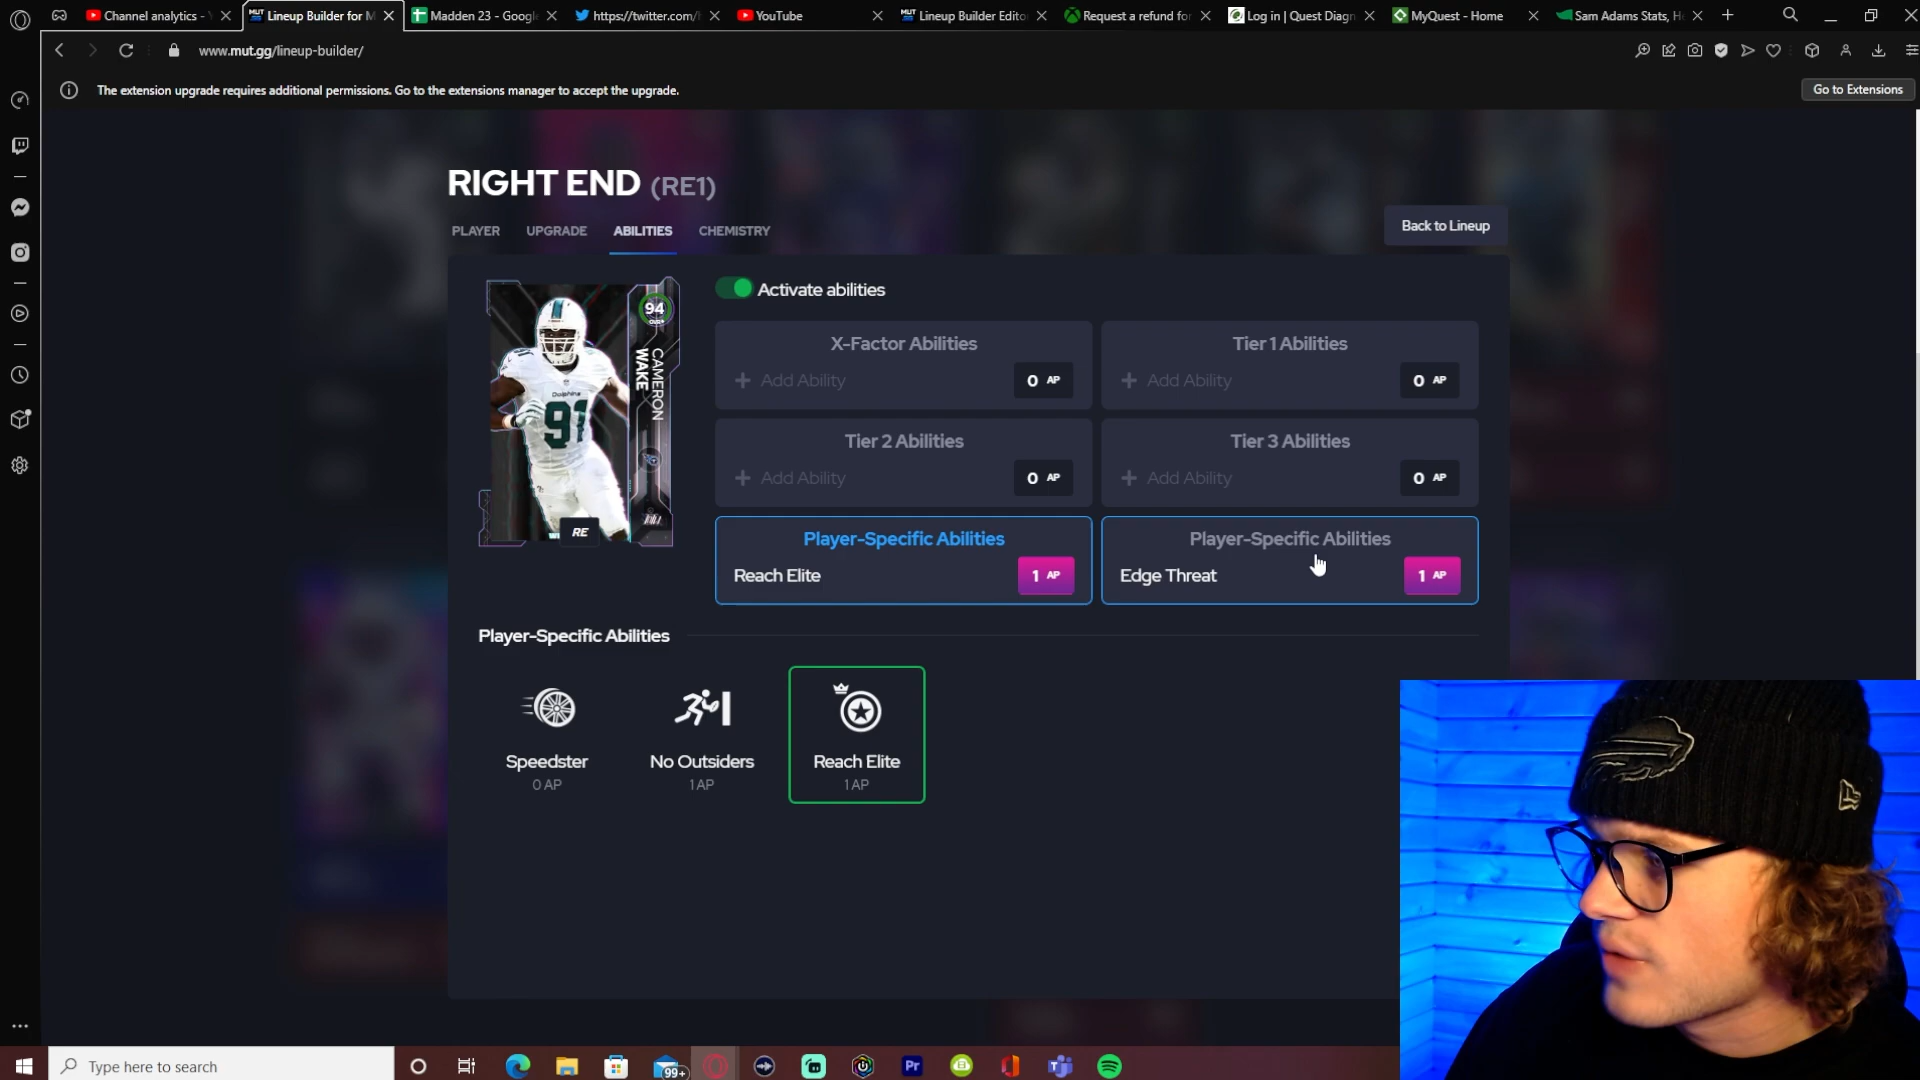 Channel analytics -
Lineup Builder for M
Madden 23 - Googl
https://twitter.com/
YouTube
Lineup Builder Edito
Request a refund for
Log in | Quest Diagn
MyQuest - Home
Sam Adams Stats, H
www.mut.gg/lineup-builder/
The extension upgrade requires additional permissions. Go to the extensions manager to accept the upgrade.
Go to Extensions
RIGHT END (RE1)
PLAYER UPGRADE ABILITIES CHEMISTRY
Back to Lineup
94
OVR
CAMERON
WAKE
Dolphins
91
RE
Activate abilities
X-Factor Abilities
+ Add Ability 0 AP
Tier 1 Abilities
+ Add Ability 0 AP
Tier 2 Abilities
+ Add Ability 0 AP
Tier 3 Abilities
+ Add Ability 0 AP
Player-Specific Abilities
Reach Elite 1 AP
Player-Specific Abilities
Edge Threat 1 AP
Player-Specific Abilities
Speedster
0 AP
No Outsiders
1 AP
Reach Elite
1 AP
Type here to search
99+
Pr